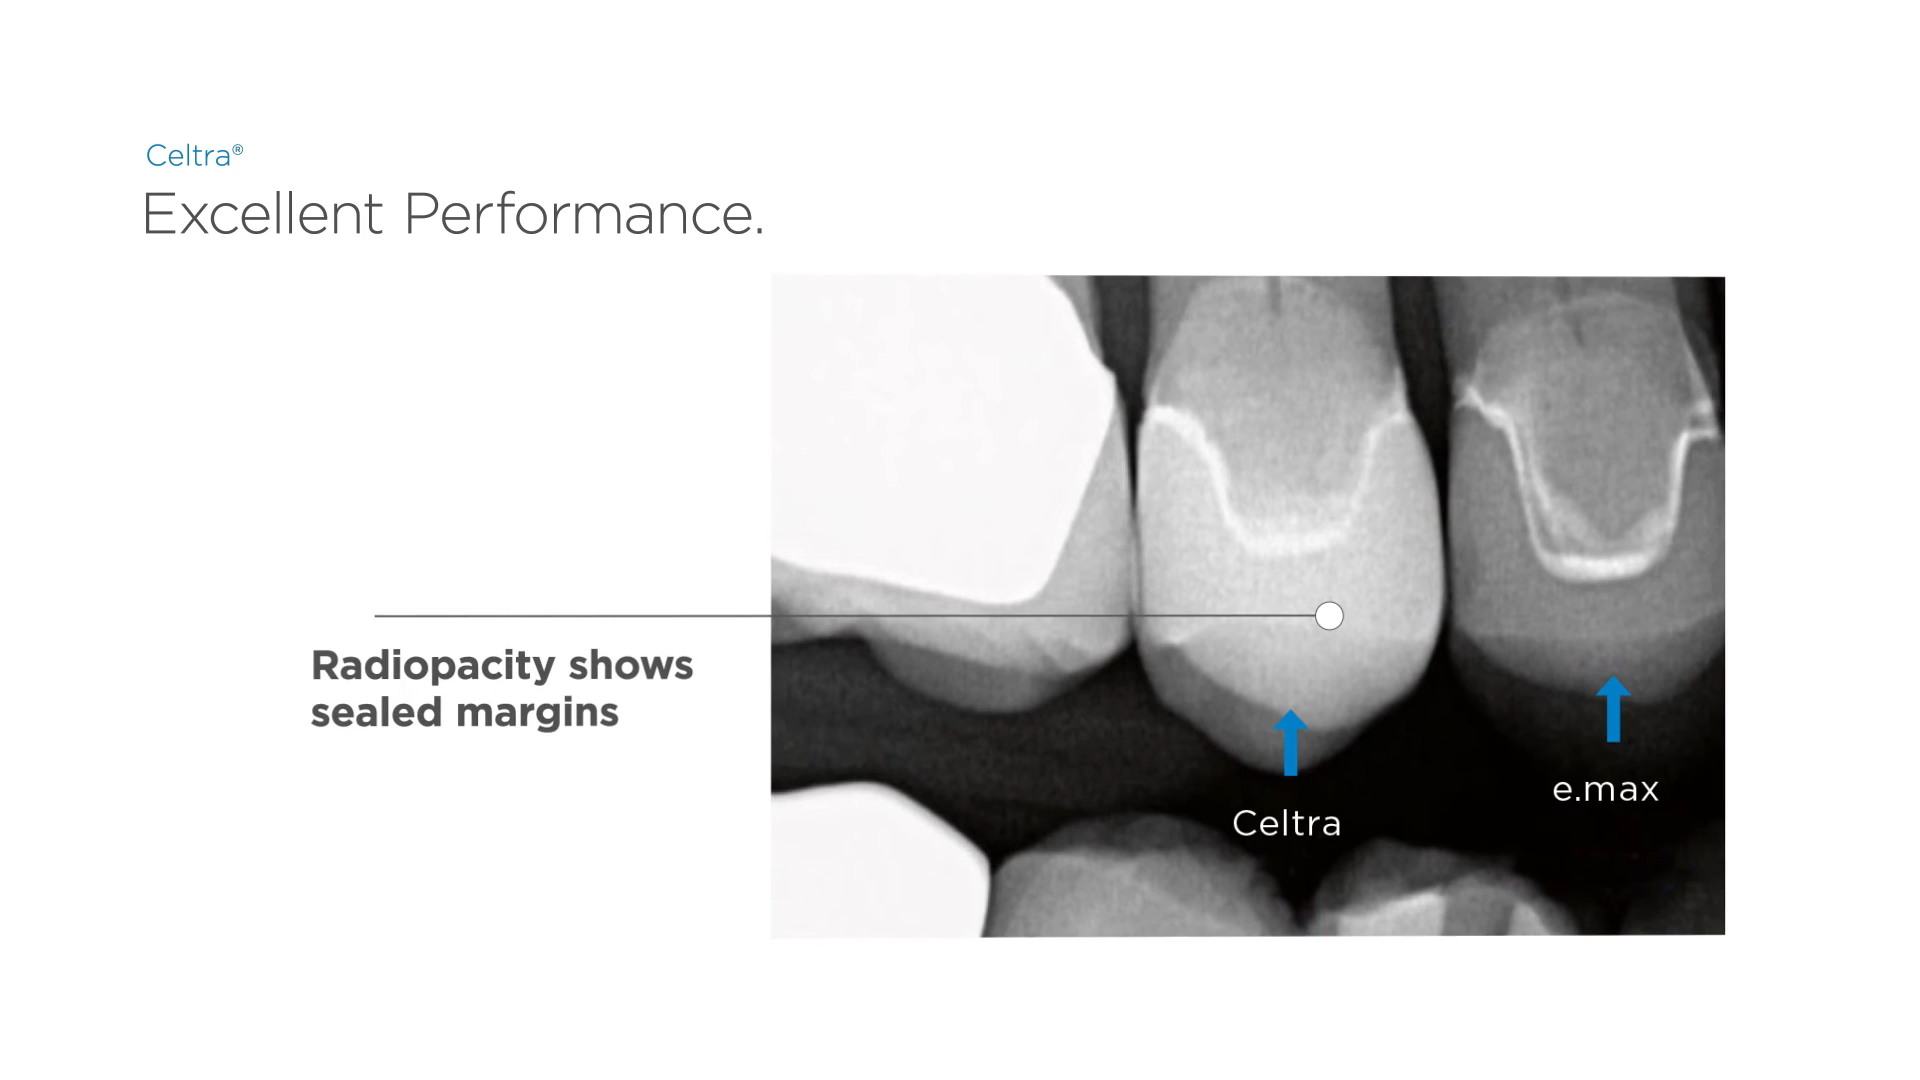 Celtra®
Excellent Performance.
Radiopacity shows
sealed margins
Celtra
e.max